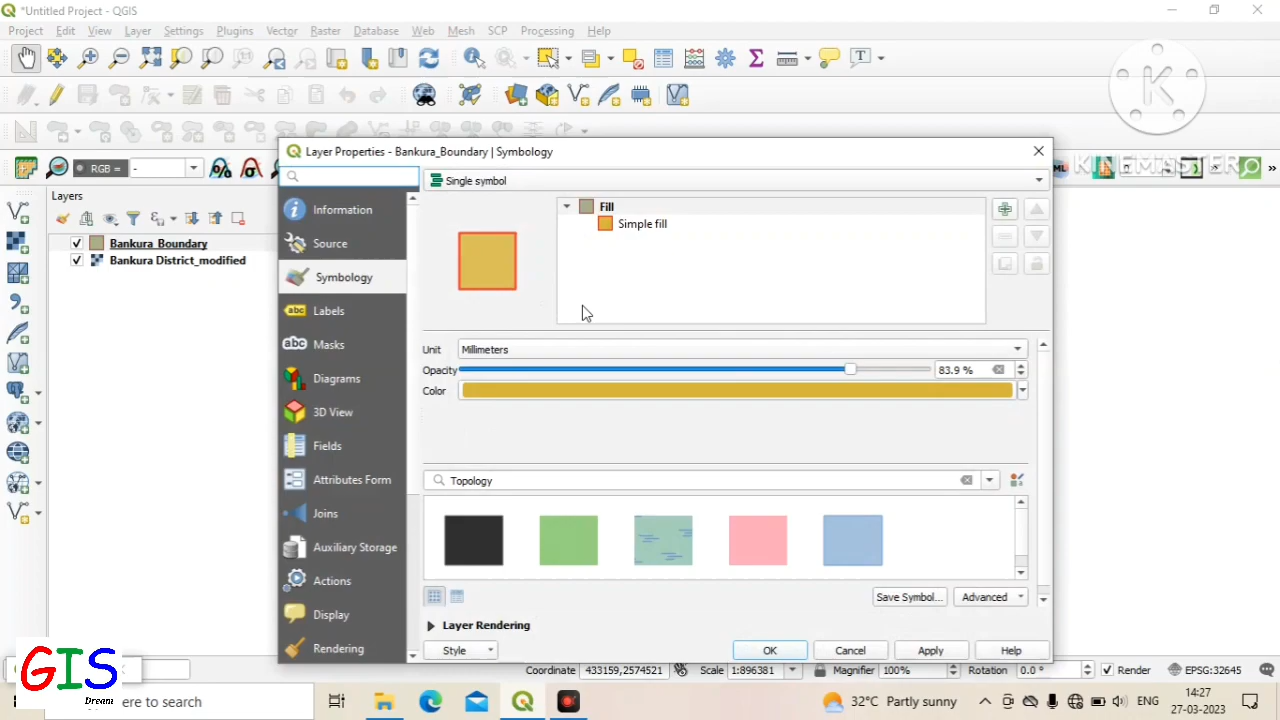 *Untitled Project - QGIS
Project Edit View Layer Settings Plugins Vector Raster Database Web Mesh SCP Processing Help
K
KINEMASTER
RGB = -
Layers
Bankura_Boundary
Bankura District_modified
Layer Properties - Bankura_Boundary | Symbology
Information
Source
Symbology
Labels
Masks
Diagrams
3D View
Fields
Attributes Form
Joins
Auxiliary Storage
Actions
Display
Rendering
Single symbol
Fill
Simple fill
Unit Millimeters
Opacity 83.9 %
Color
Topology
Save Symbol... Advanced
Layer Rendering
Style OK Cancel Apply Help
Coordinate 433159,2574521 Scale 1:896381 Magnifier 100% Rotation 0.0 ° Render EPSG:32645
GIS
Dream
here to search
32°C Partly sunny ENG 14:27
27-03-2023